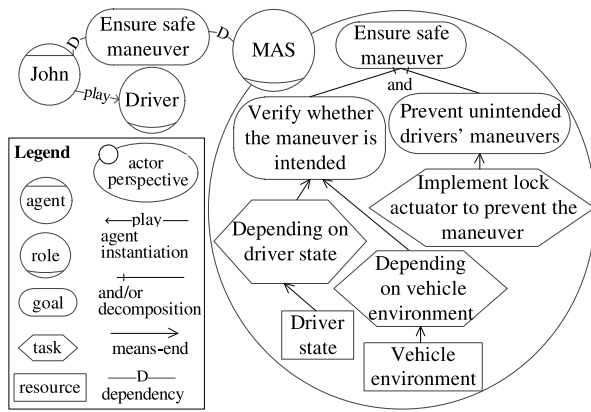 Ensure safe
maneuver
D
D
MAS
John
play
Driver
Ensure safe
maneuver
and
Verify whether
the maneuver is
intended
Prevent unintended
drivers' maneuvers
Implement lock
actuator to prevent the
maneuver
Depending on
driver state
Depending
on vehicle
environment
Driver
state
Vehicle
environment
Legend
actor
perspective
agent
play
agent
instantiation
role
and/or
decomposition
goal
task
means-end
resource
D
dependency